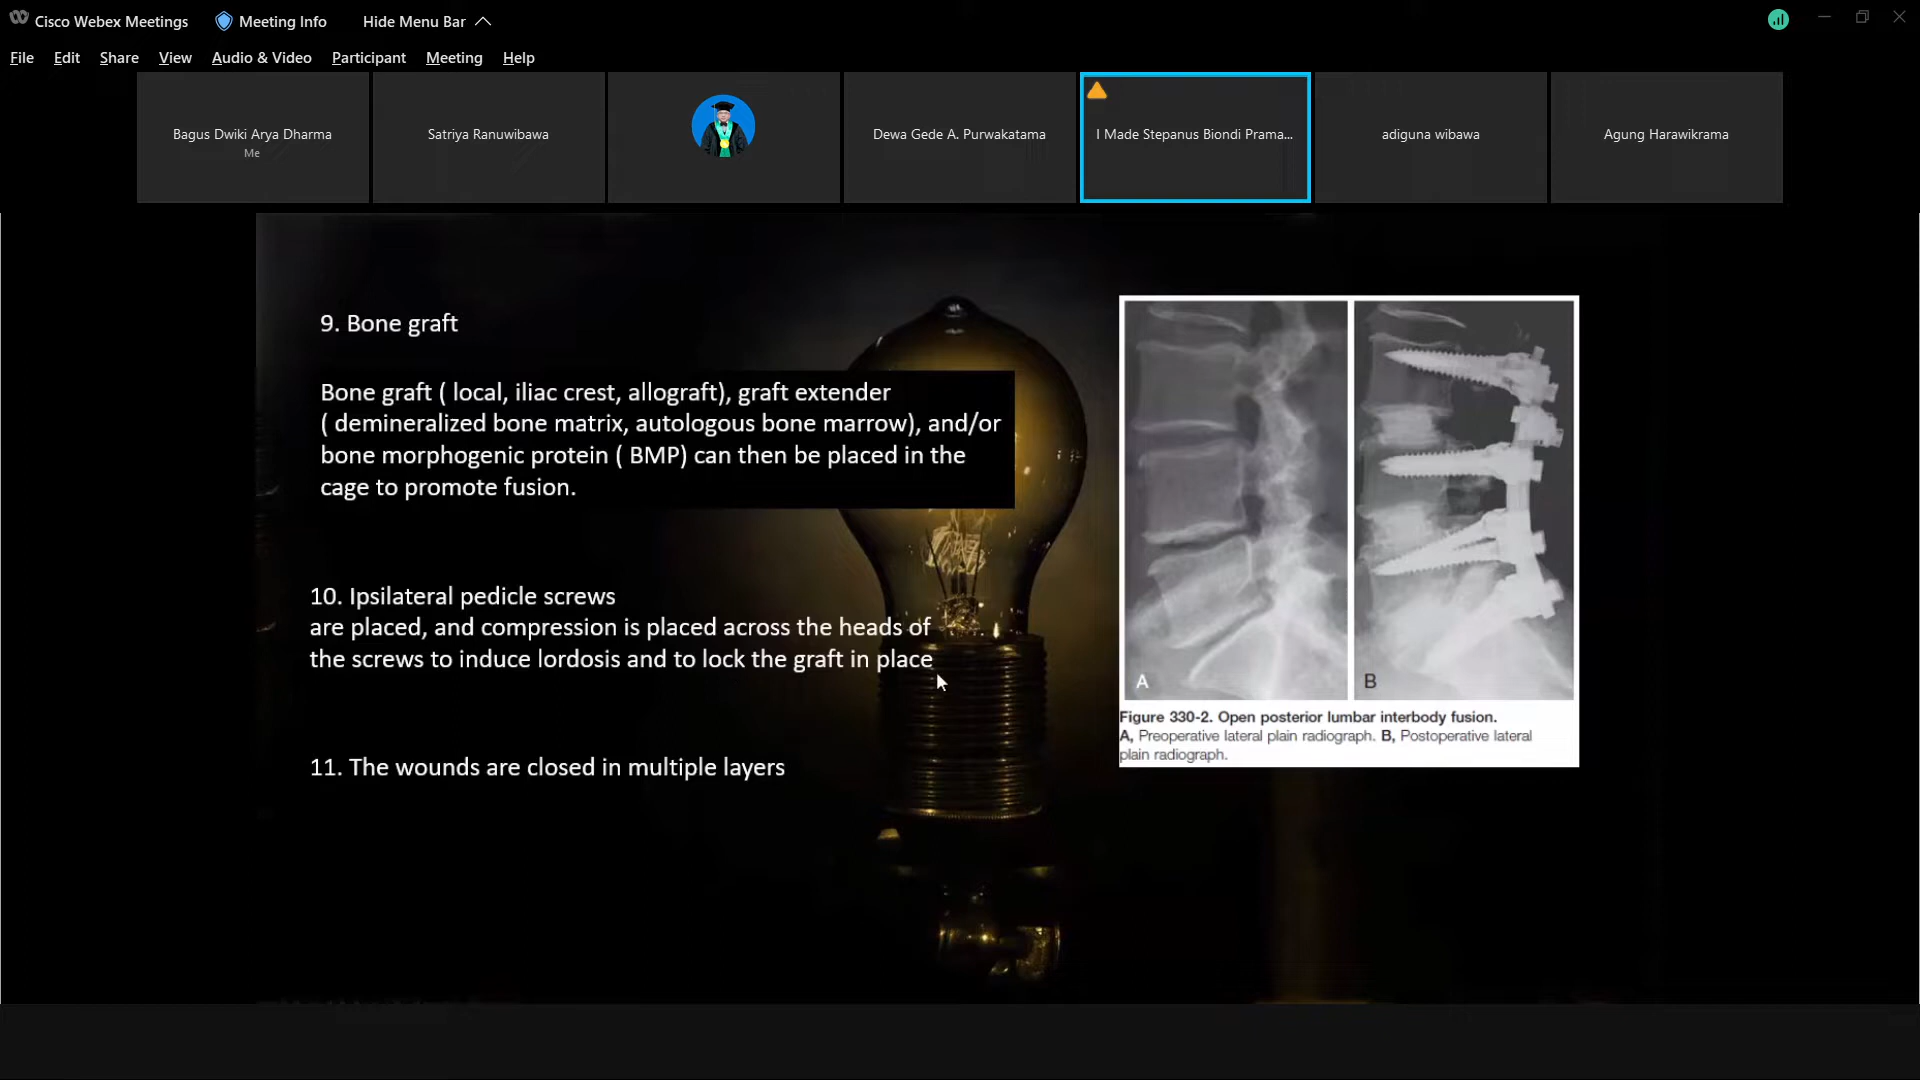 Cisco Webex Meetings
Meeting Info
Hide Menu Bar
File Edit Share View Audio & Video Participant Meeting Help
Bagus Dwiki Arya Dharma
Me
Satriya Ranuwibawa
Dewa Gede A. Purwakatama
I Made Stepanus Biondi Prama...
adiguna wibawa
Agung Harawikrama
9. Bone graft
Bone graft ( local, iliac crest, allograft), graft extender
( demineralized bone matrix, autologous bone marrow), and/or
bone morphogenic protein ( BMP) can then be placed in the
cage to promote fusion.
10. Ipsilateral pedicle screws
are placed, and compression is placed across the heads of
the screws to induce lordosis and to lock the graft in place
11. The wounds are closed in multiple layers
A
B
Figure 330-2. Open posterior lumbar interbody fusion.
A, Preoperative lateral plain radiograph. B, Postoperative lateral
plain radiograph.